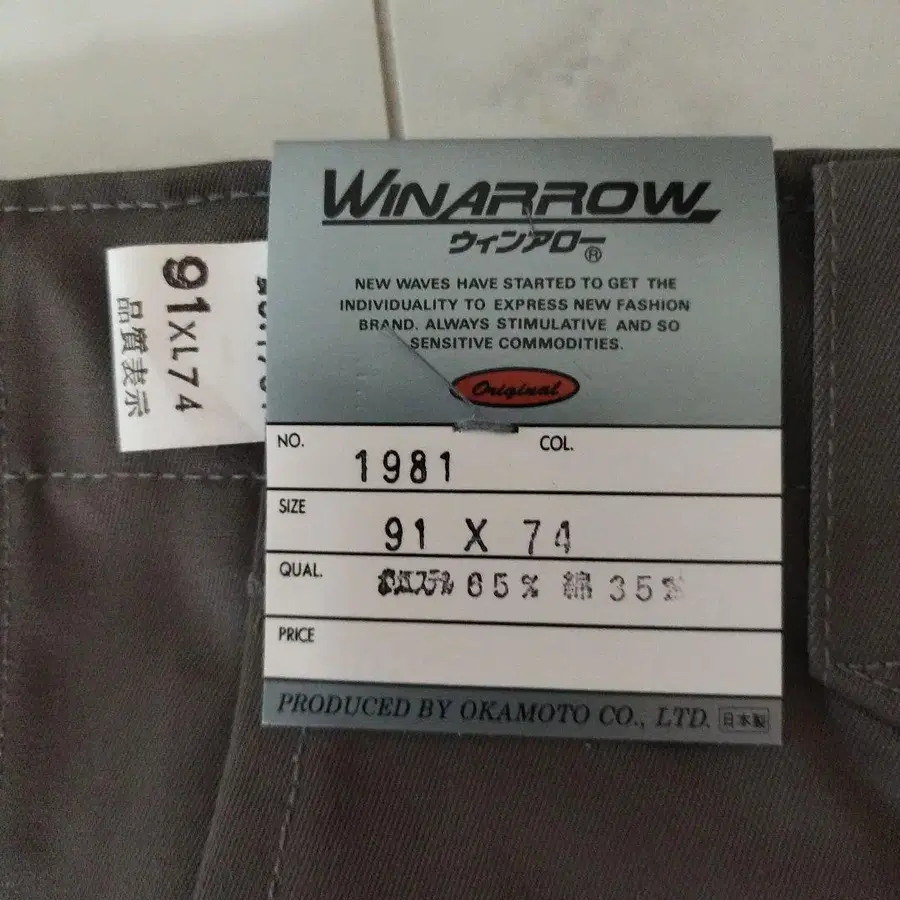 WINARROW
ウィンアロー®
NEW WAVES HAVE STARTED TO GET THE
INDIVIDUALITY TO EXPRESS NEW FASHION
BRAND. ALWAYS STIMULATIVE AND SO
SENSITIVE COMMODITIES.
Original
NO. 1981 COL.
SIZE 91 X 74
QUAL. ポリエステル 65% 綿 35%
PRICE
PRODUCED BY OKAMOTO CO., LTD. 日本製
91XL74
品質表示